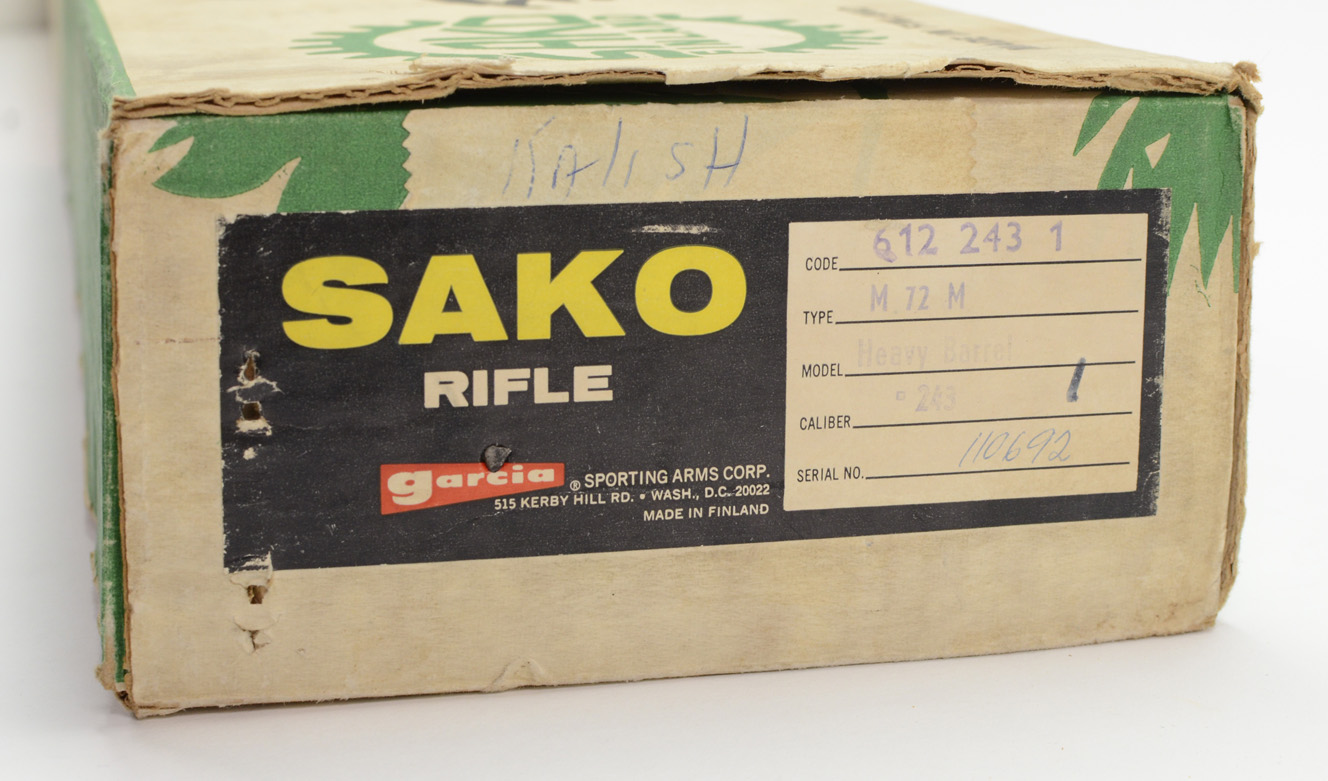 KAlISH
SAKO
RIFLE
garcia ® SPORTING ARMS CORP.
515 KERBY HILL RD. • WASH., D.C. 20022
MADE IN FINLAND
CODE 612 243 1
TYPE M 72 M
MODEL Heavy Barrel
CALIBER .243
SERIAL NO. 110692